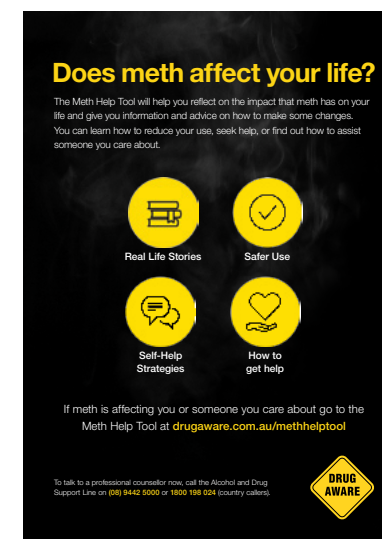 Does meth affect your life?
The Meth Help Tool will help you reflect on the impact that meth has on your
life and give you information and advice on how to make some changes.
You can learn how to reduce your use, seek help, or find out how to assist
someone you care about.
Real Life Stories
Safer Use
Self-Help
Strategies
How to
get help
If meth is affecting you or someone you care about go to the
Meth Help Tool at drugaware.com.au/methhelptool
To talk to a professional counsellor now, call the Alcohol and Drug
Support Line on (08) 9442 5000 or 1800 198 024 (country callers).
DRUG
AWARE